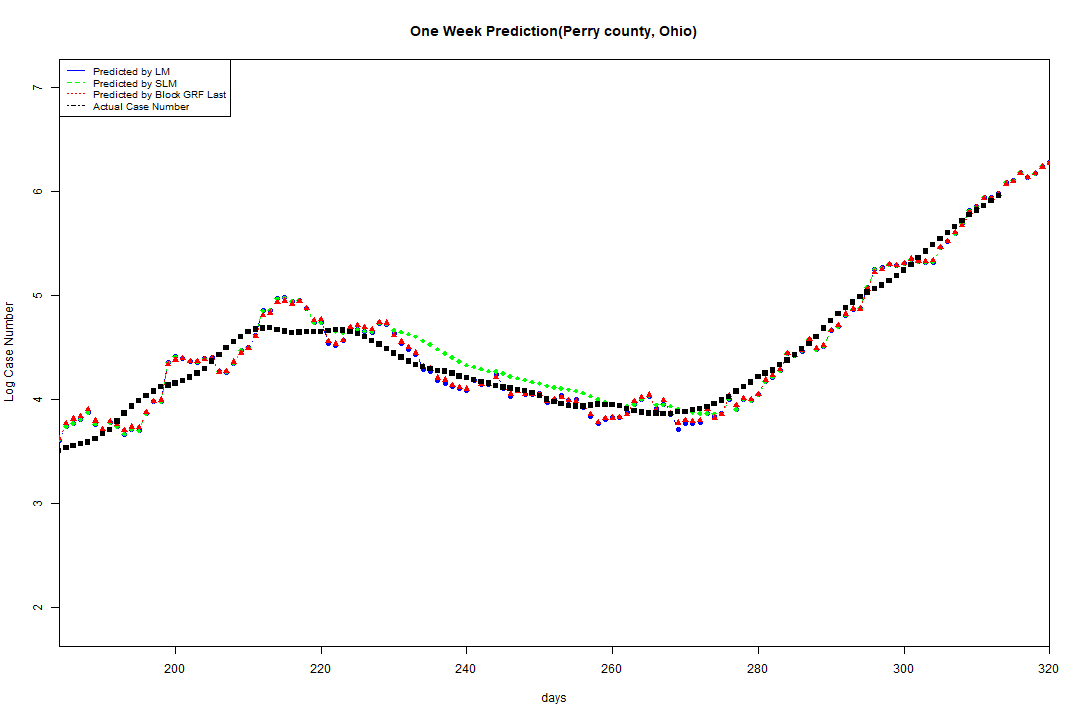 One Week Prediction(Perry county, Ohio)
Predicted by LM
Predicted by SLM
Predicted by Block GRF Last
Actual Case Number
7
6
5
4
3
2
Log Case Number
200 220 240 260 280 300 320
days